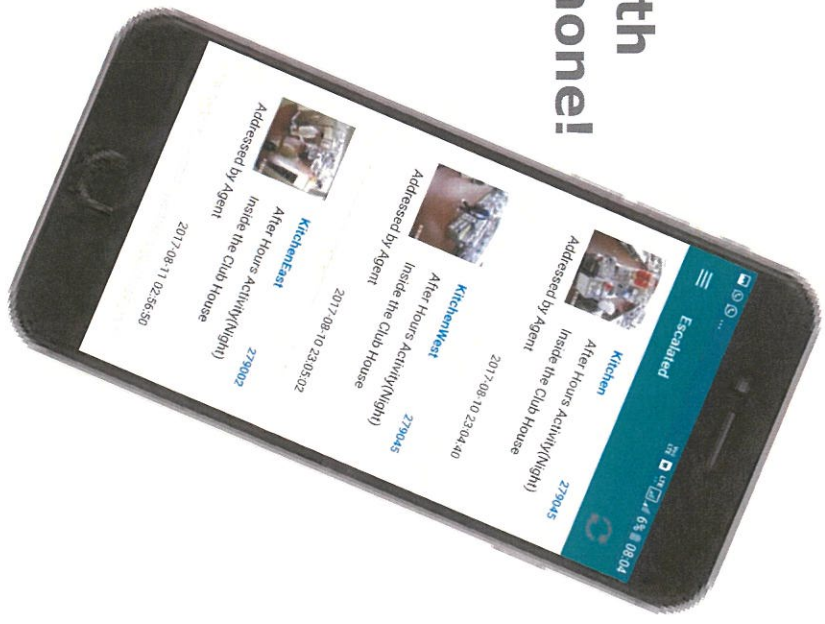 th
hone!
08:04
Escalated
Kitchen 279045
After Hours Activity(Night)
Inside the Club House
Addressed by Agent
2017-08-10 23:04:40
KitchenWest 279045
After Hours Activity(Night)
Inside the Club House
Addressed by Agent
2017-08-10 23:05:02
KitchenEast 279002
After Hours Activity(Night)
Inside the Club House
Addressed by Agent
2017-08-11 02:56:50